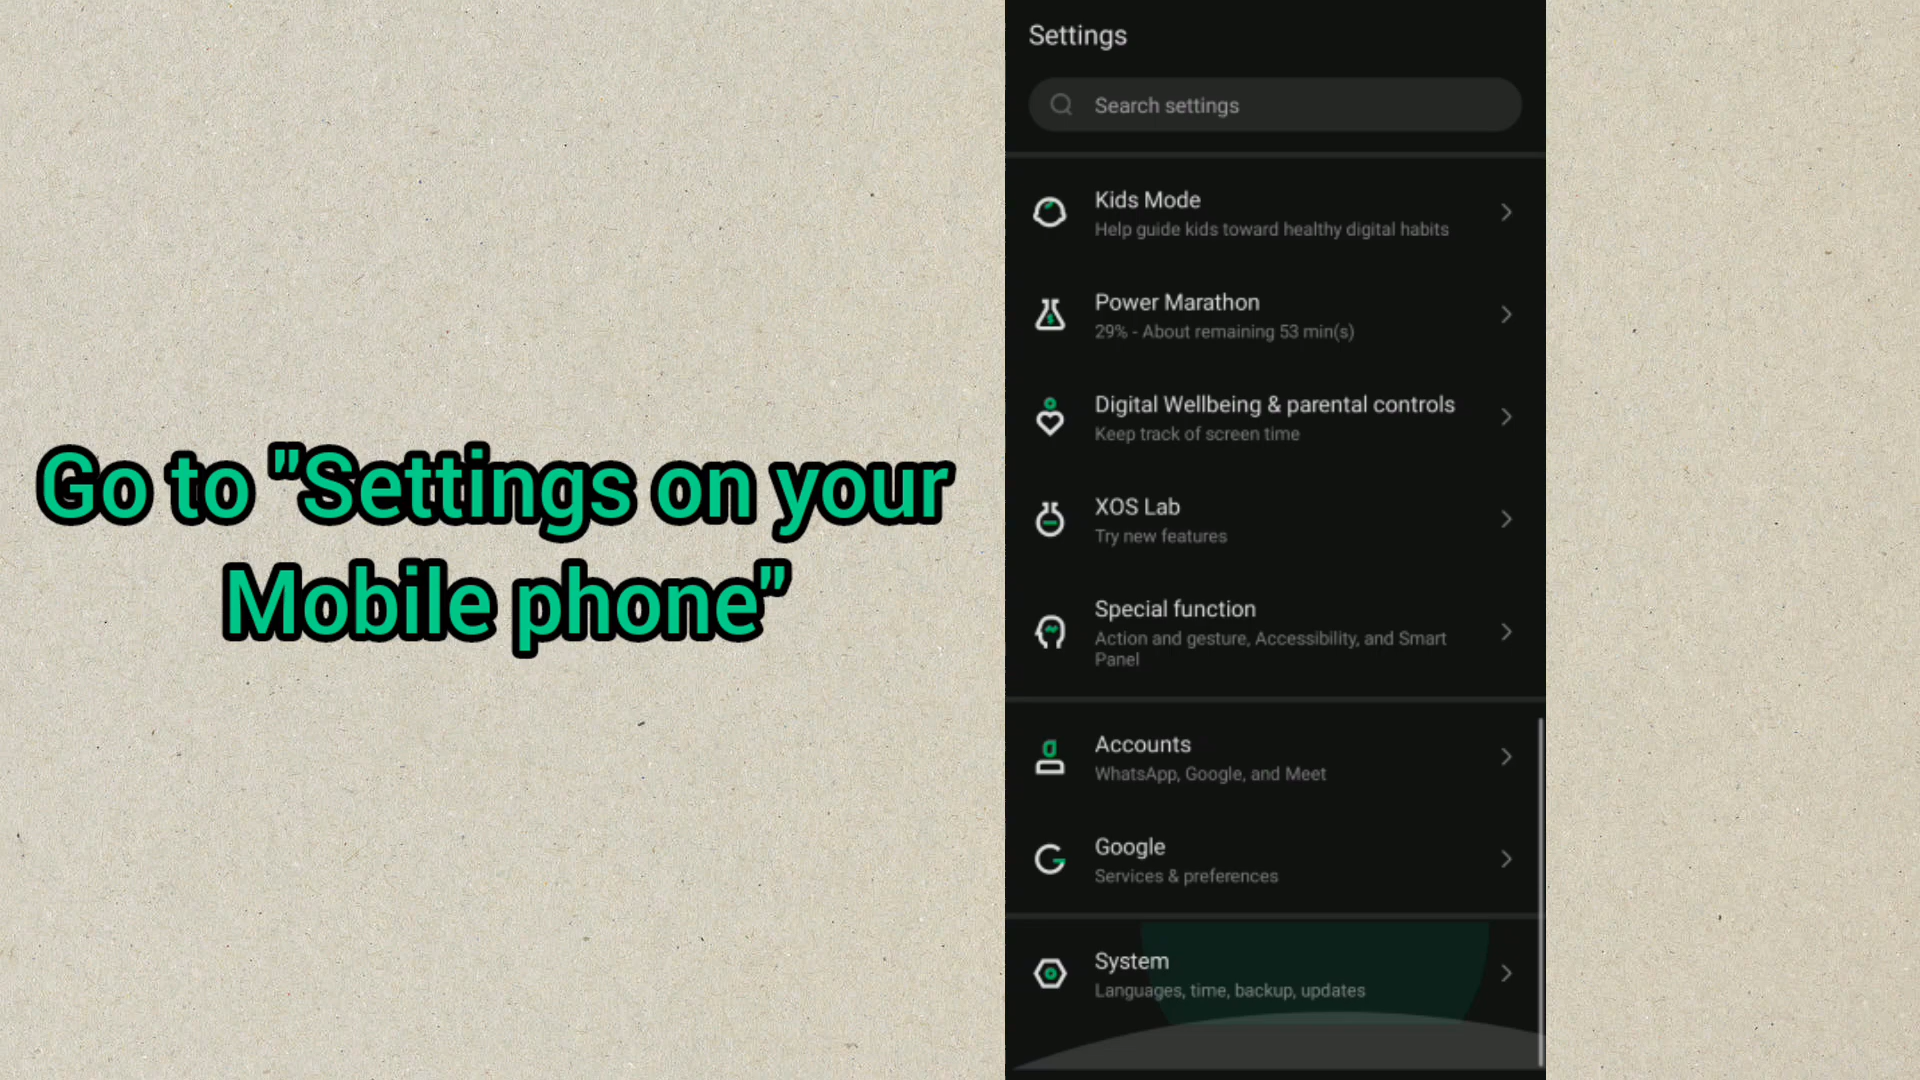 Go to "Settings on your
Mobile phone"
Settings
Search settings
Kids Mode
Help guide kids toward healthy digital habits
Power Marathon
29% - About remaining 53 min(s)
Digital Wellbeing & parental controls
Keep track of screen time
XOS Lab
Try new features
Special function
Action and gesture, Accessibility, and Smart
Panel
Accounts
WhatsApp, Google, and Meet
Google
Services & preferences
System
Languages, time, backup, updates